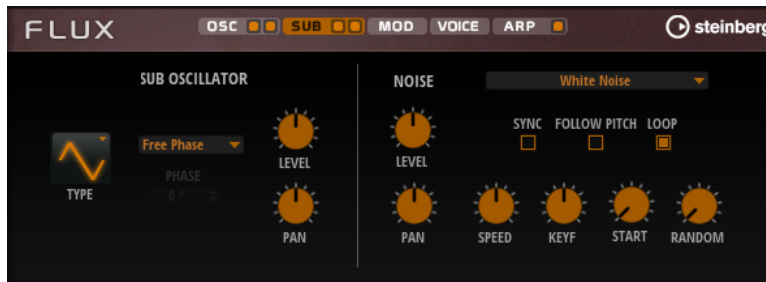 FLUX OSC SUB MOD VOICE ARP steinberg
SUB OSCILLATOR
Free Phase
LEVEL
PHASE
0 °
TYPE
PAN
NOISE White Noise
SYNC FOLLOW PITCH LOOP
LEVEL
PAN SPEED KEYF START RANDOM